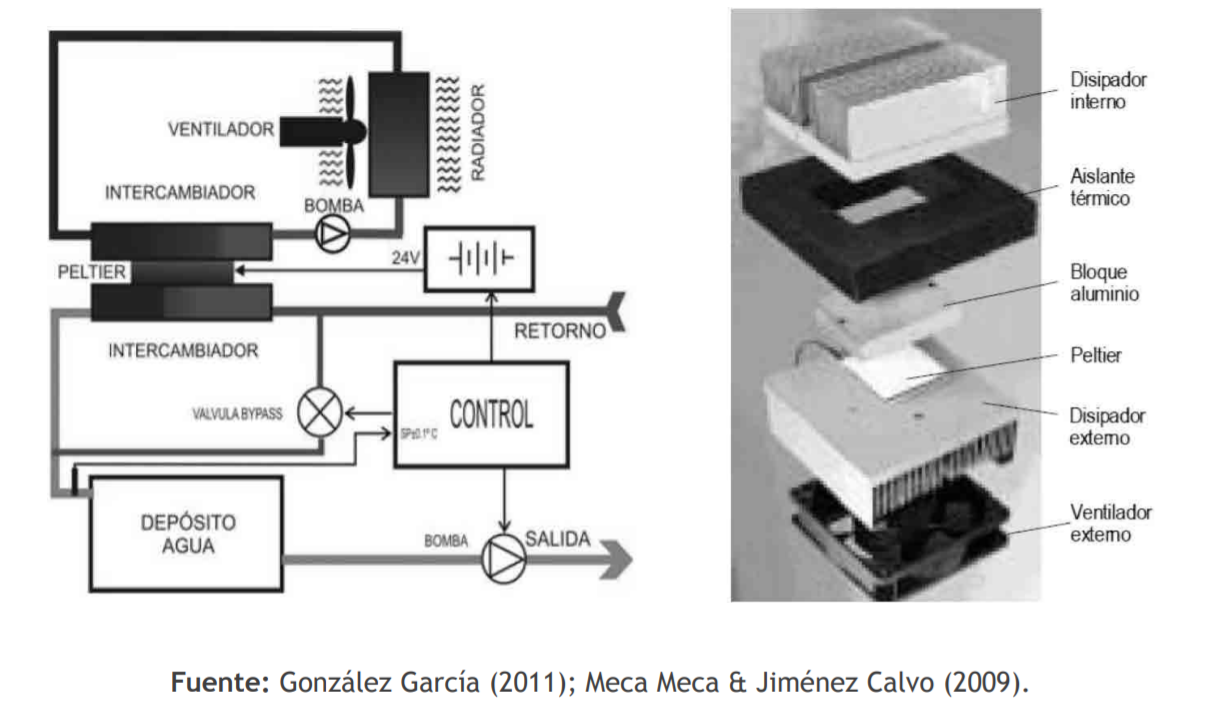 VENTILADOR
RADIADOR
INTERCAMBIADOR
BOMBA
PELTIER
24V
INTERCAMBIADOR
RETORNO
VALVULA BYPASS
CONTROL
SP±0.1º C
DEPÓSITO
AGUA
BOMBA
SALIDA
Disipador
interno
Aislante
térmico
Bloque
aluminio
Peltier
Disipador
externo
Ventilador
externo
Fuente: González García (2011); Meca Meca & Jiménez Calvo (2009).